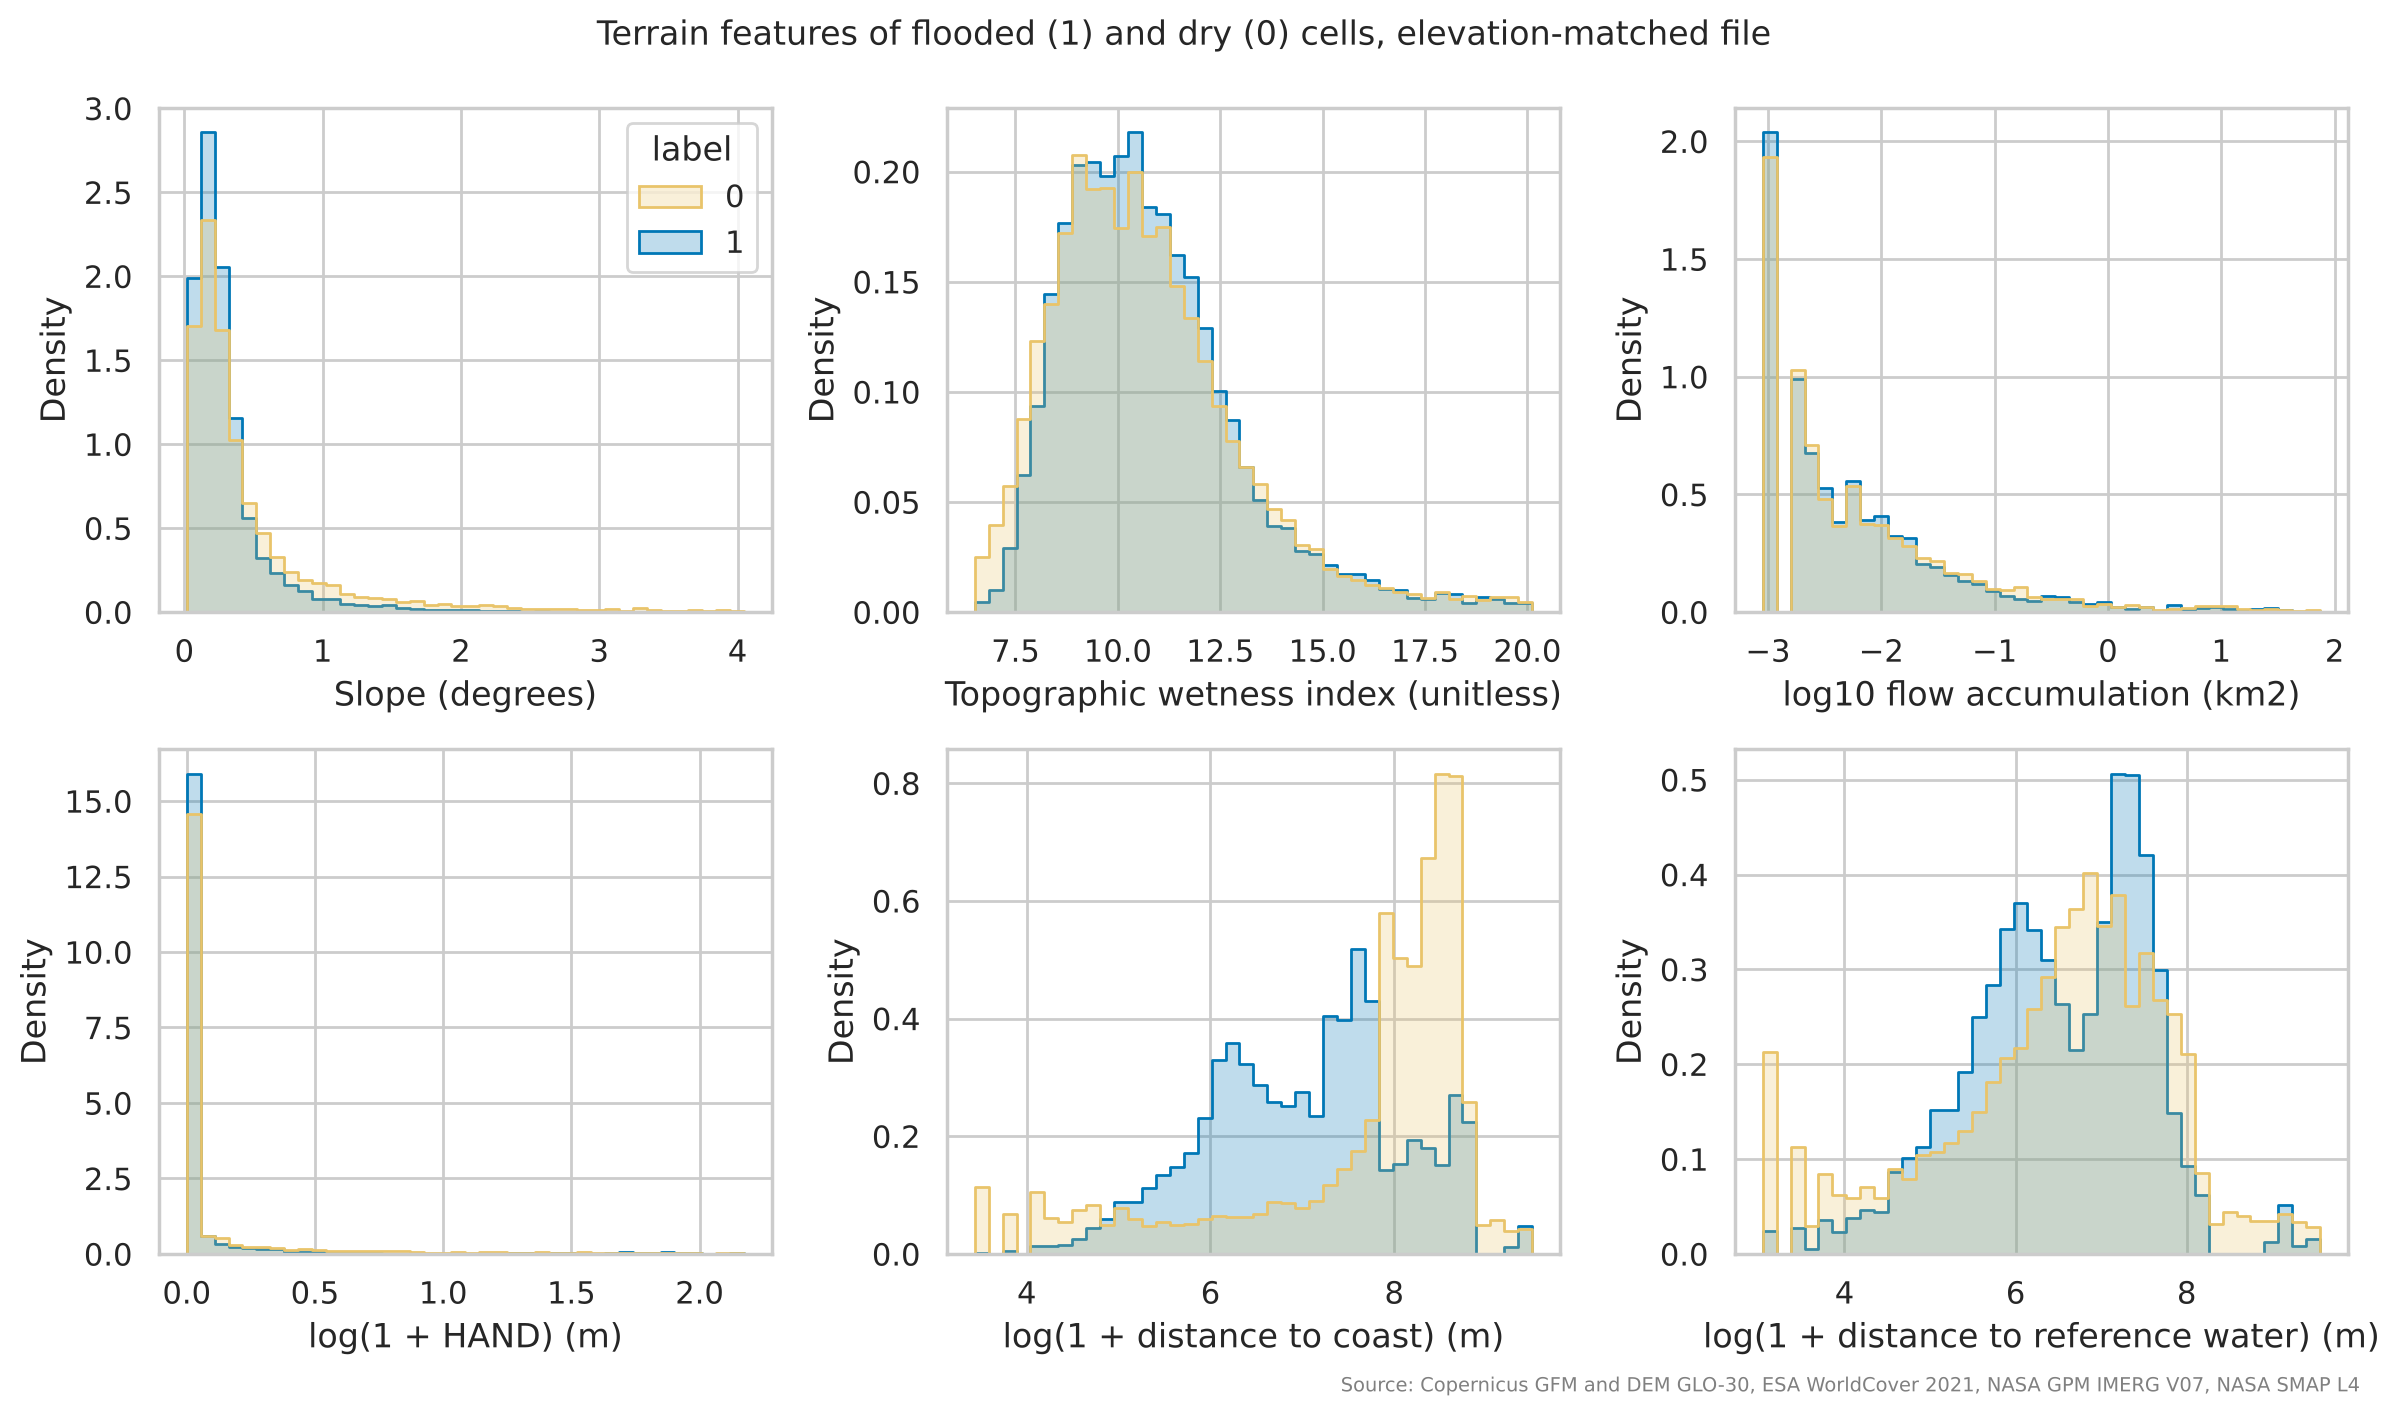 Terrain features of flooded (1) and dry (0) cells, elevation-matched file
3.0
2.5
2.0
1.5
1.0
0.5
0.0
Density
0 1 2 3 4
Slope (degrees)
label
0
1
0.20
0.15
0.10
0.05
0.00
Density
7.5 10.0 12.5 15.0 17.5 20.0
Topographic wetness index (unitless)
2.0
1.5
1.0
0.5
0.0
Density
−3 −2 −1 0 1 2
log10 flow accumulation (km2)
15.0
12.5
10.0
7.5
5.0
2.5
0.0
Density
0.0 0.5 1.0 1.5 2.0
log(1 + HAND) (m)
0.8
0.6
0.4
0.2
0.0
Density
4 6 8
log(1 + distance to coast) (m)
0.5
0.4
0.3
0.2
0.1
0.0
Density
4 6 8
log(1 + distance to reference water) (m)
Source: Copernicus GFM and DEM GLO-30, ESA WorldCover 2021, NASA GPM IMERG V07, NASA SMAP L4